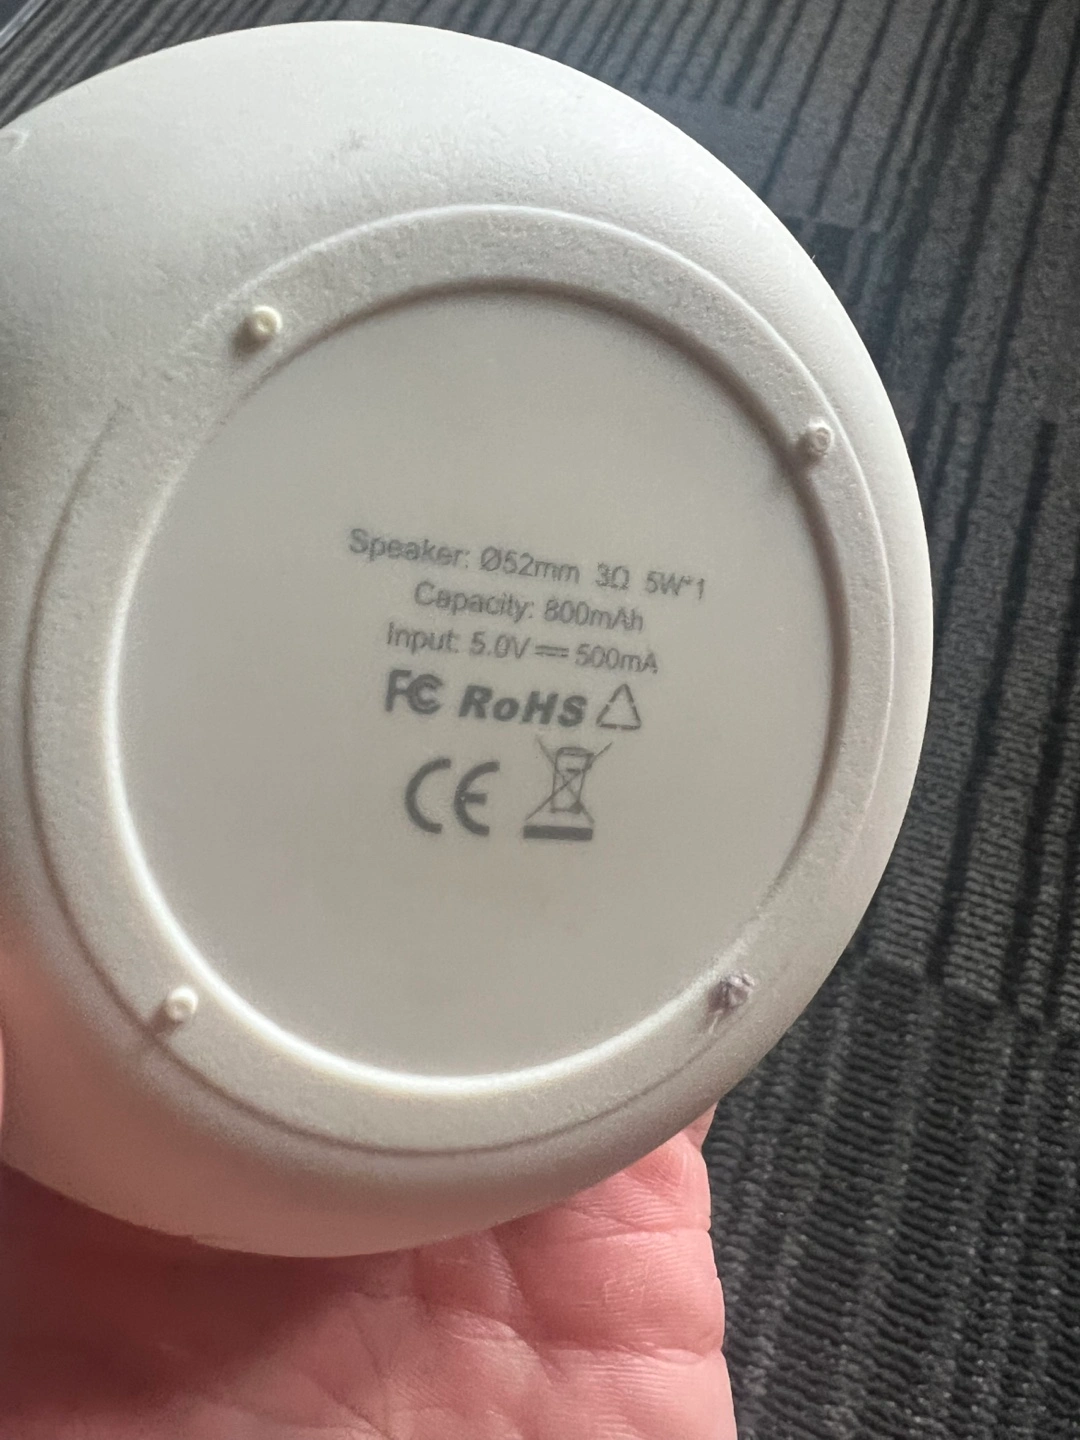 Speaker: Ø52mm 3Ω 5W*1
Capacity: 800mAh
Input: 5.0V⎓500mA
FC RoHS
CE